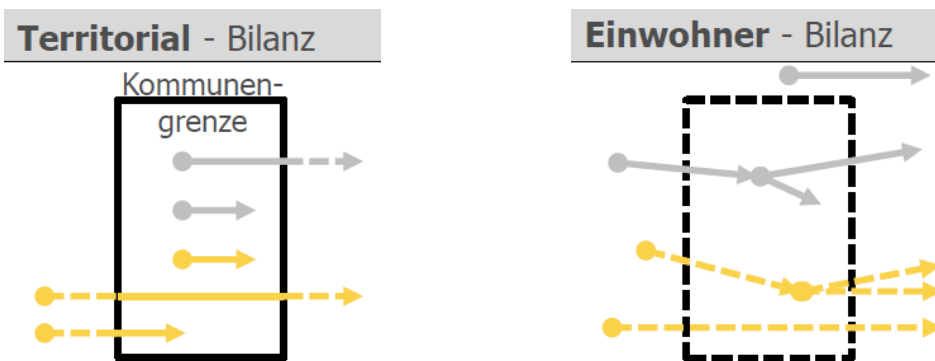 Territorial - Bilanz
Einwohner - Bilanz
Kommunen-
grenze